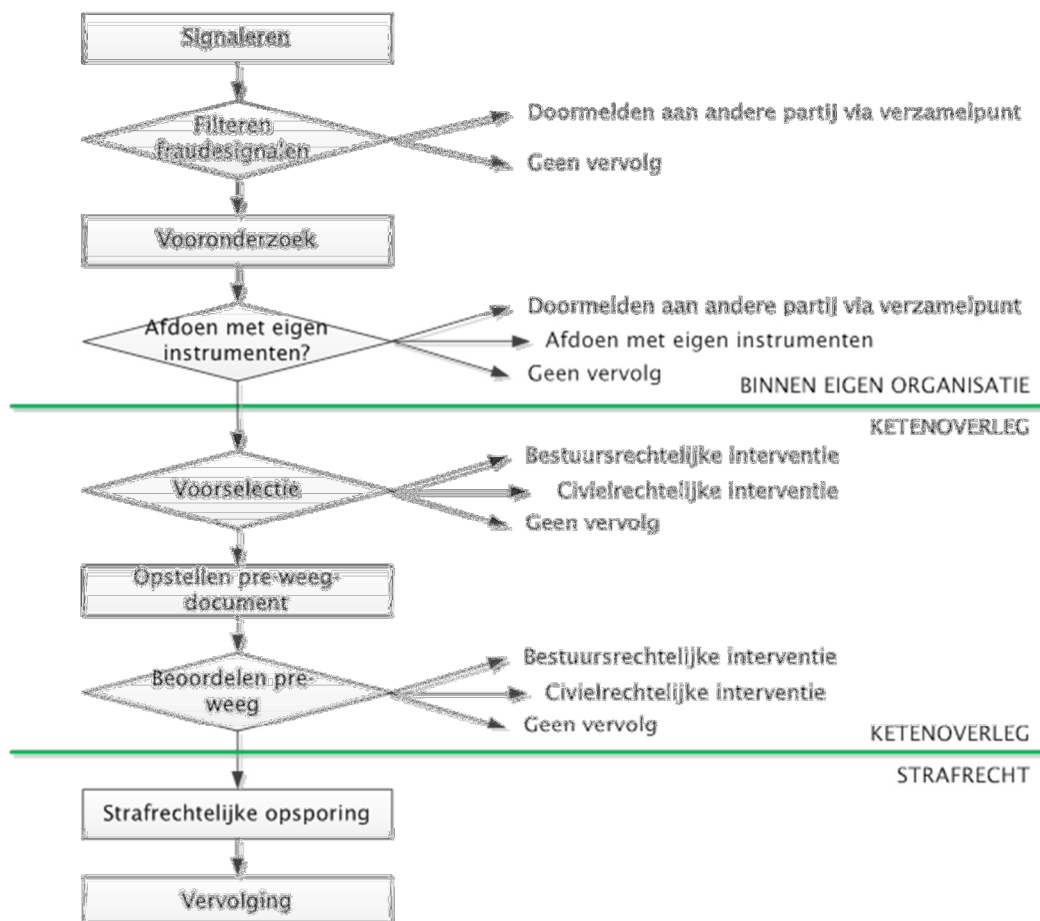 Signaleren
Filteren
fraudesignalen
Doormelden aan andere partij via verzamelpunt
Geen vervolg
Vooronderzoek
Afdoen met eigen
instrumenten?
Doormelden aan andere partij via verzamelpunt
Afdoen met eigen instrumenten
Geen vervolg
BINNEN EIGEN ORGANISATIE
KETENOVERLEG
Voorselectie
Bestuursrechtelijke interventie
Civielrechtelijke interventie
Geen vervolg
Opstellen pre-weeg-
document
Beoordelen pre-
weeg
Bestuursrechtelijke interventie
Civielrechtelijke interventie
Geen vervolg
KETENOVERLEG
STRAFRECHT
Strafrechtelijke opsporing
Vervolging